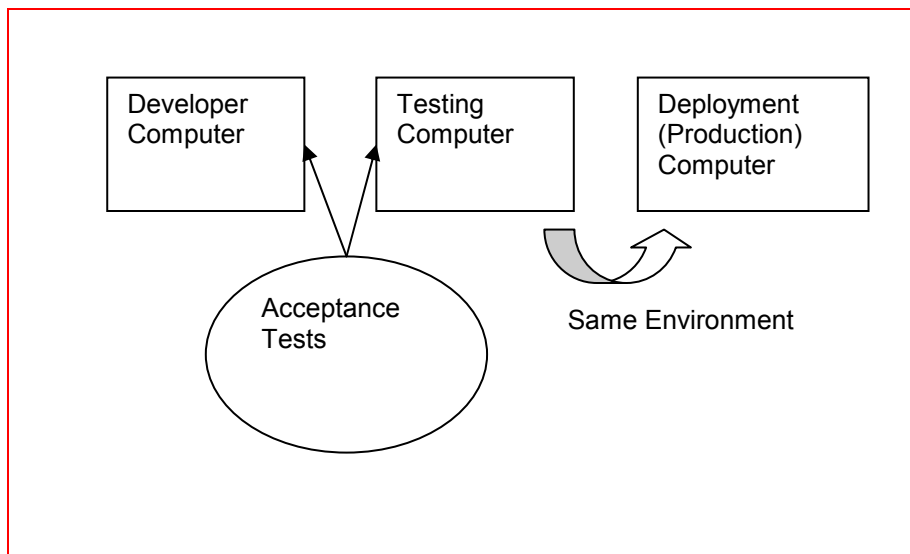 Developer
Computer
Testing
Computer
Deployment
(Production)
Computer
Acceptance
Tests
Same Environment